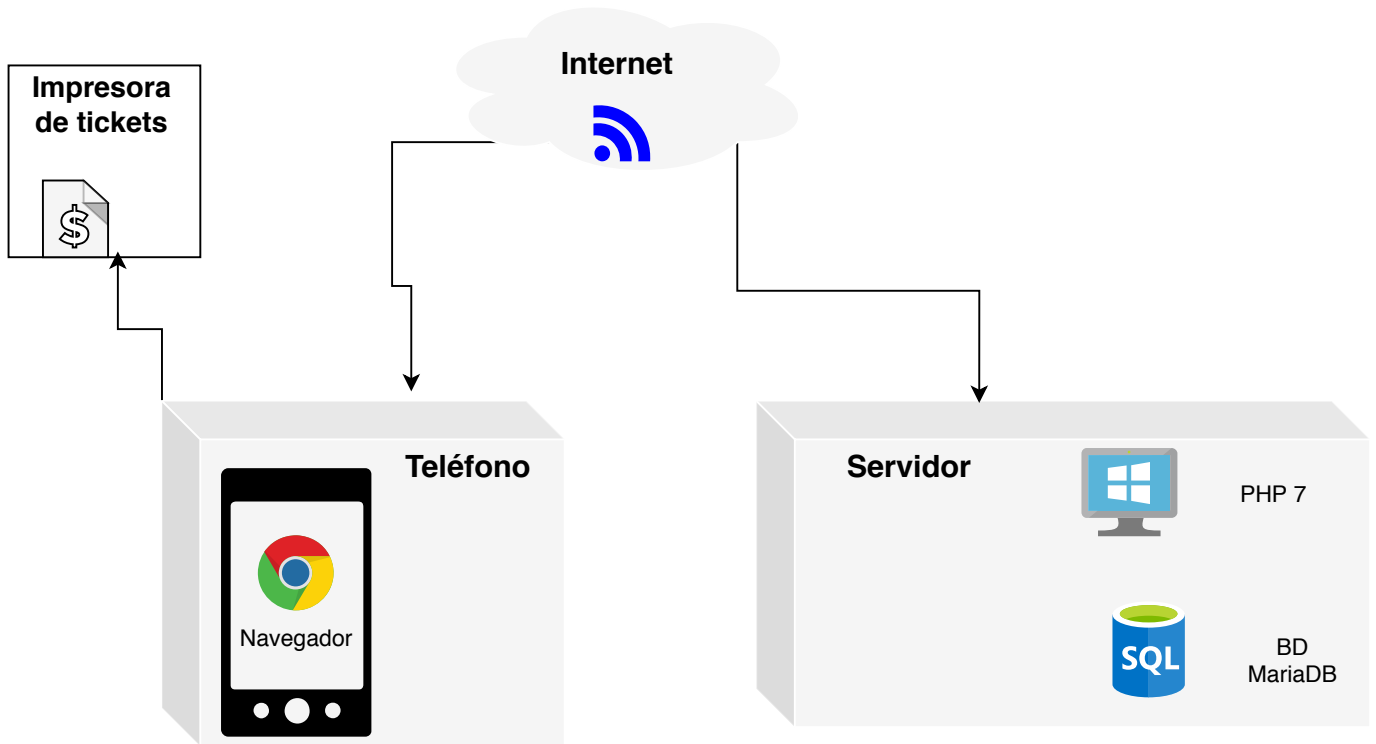 Internet
Impresora
de tickets
$
Teléfono
Navegador
Servidor
PHP 7
SQL
BD
MariaDB